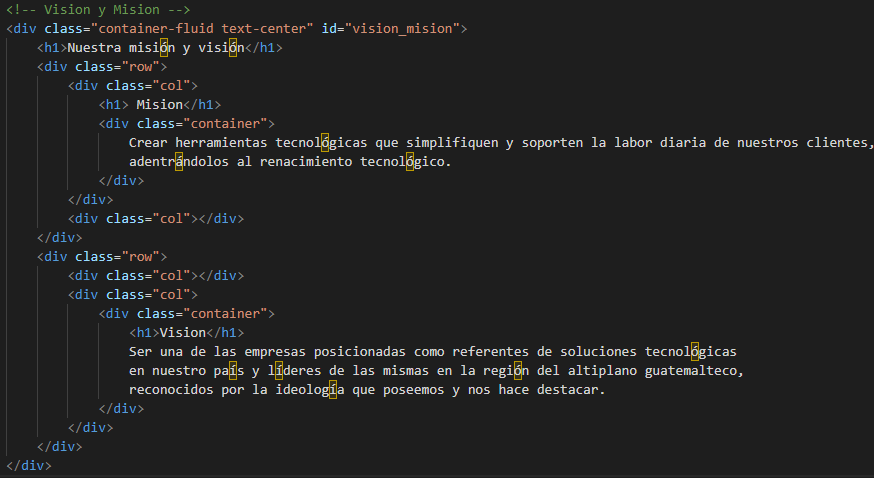 <!-- Vision y Mision -->
<div class="container-fluid text-center" id="vision_mision">
<h1>Nuestra misión y visión</h1>
<div class="row">
<div class="col">
<h1> Mision</h1>
<div class="container">
Crear herramientas tecnológicas que simplifiquen y soporten la labor diaria de nuestros clientes,
adentrándolos al renacimiento tecnológico.
</div>
</div>
<div class="col"></div>
</div>
<div class="row">
<div class="col"></div>
<div class="col">
<div class="container">
<h1>Vision</h1>
Ser una de las empresas posicionadas como referentes de soluciones tecnológicas
en nuestro país y líderes de las mismas en la región del altiplano guatemalteco,
reconocidos por la ideología que poseemos y nos hace destacar.
</div>
</div>
</div>
</div>